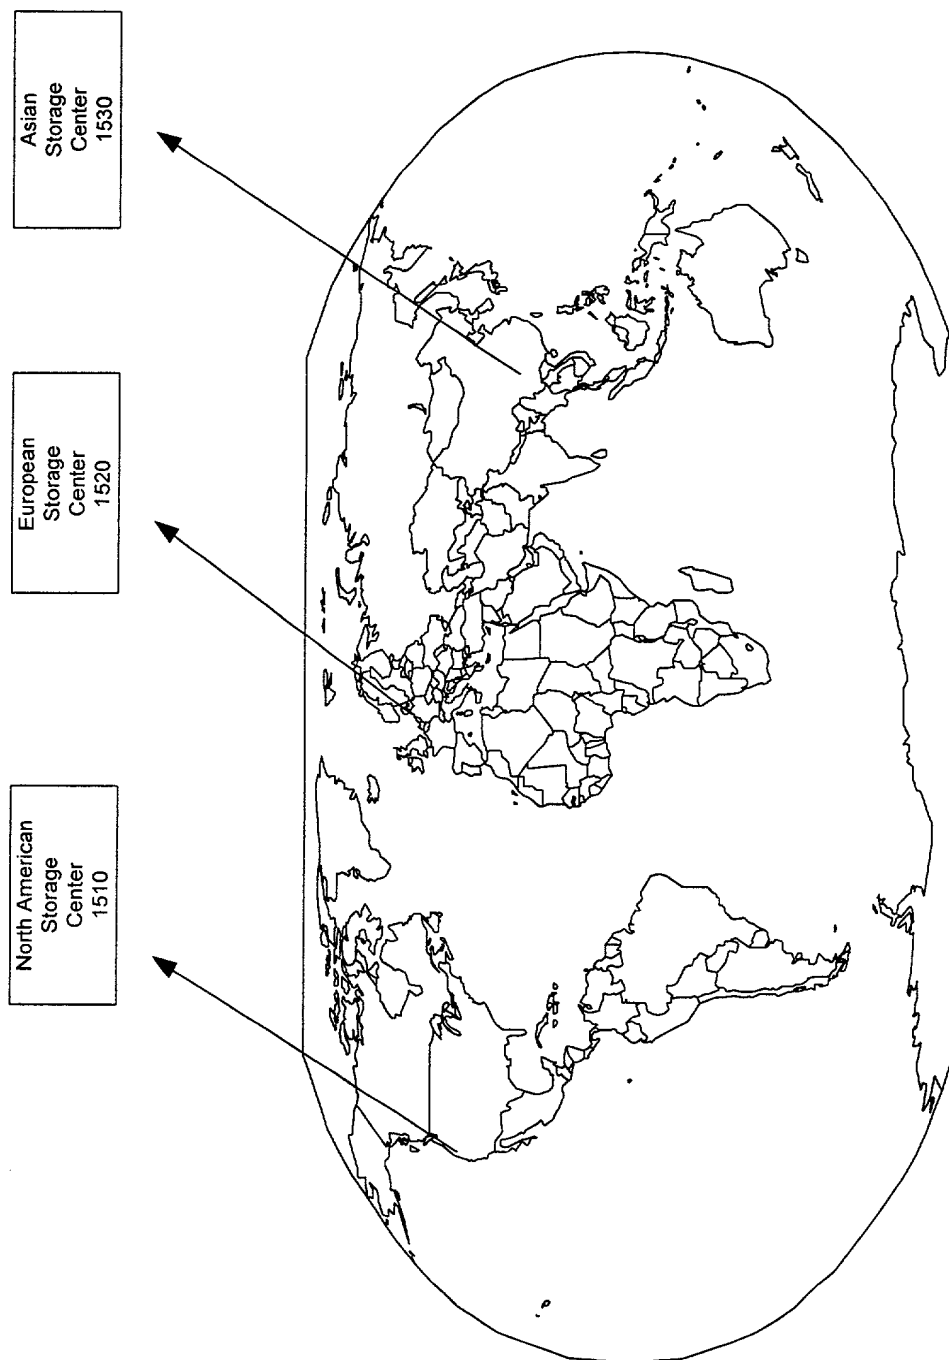 North American
Storage
Center
1510
European
Storage
Center
1520
Asian
Storage
Center
1530